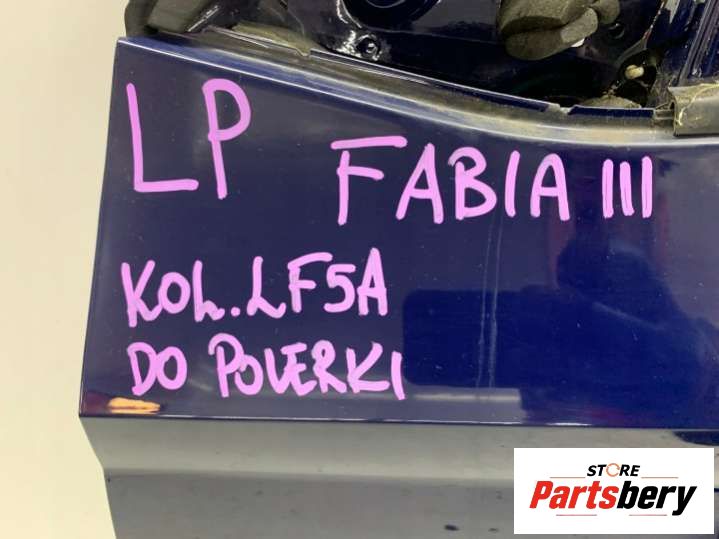 LP
FABIA III
KOL. LF5A
DO POLERKI
STORE
Partsbery